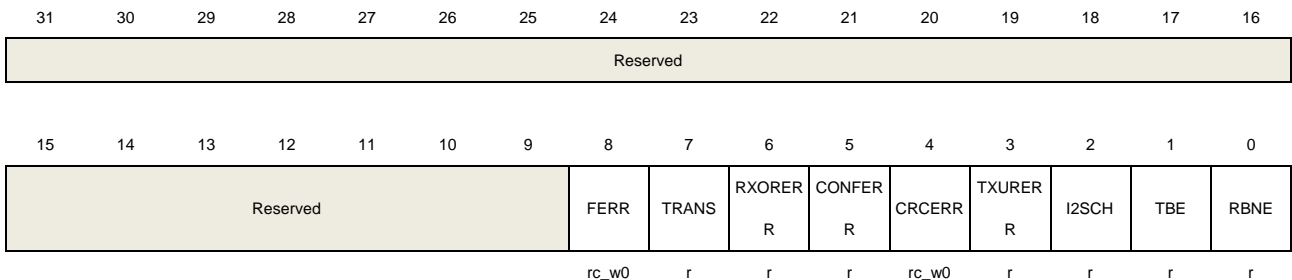 31 30 29 28 27 26 25 24 23 22 21 20 19 18 17 16
Reserved
15 14 13 12 11 10 9 8 7 6 5 4 3 2 1 0
Reserved FERR TRANS RXORER R CONFER R CRCERR TXURER R I2SCH TBE RBNE
rc_w0 r r r rc_w0 r r r r